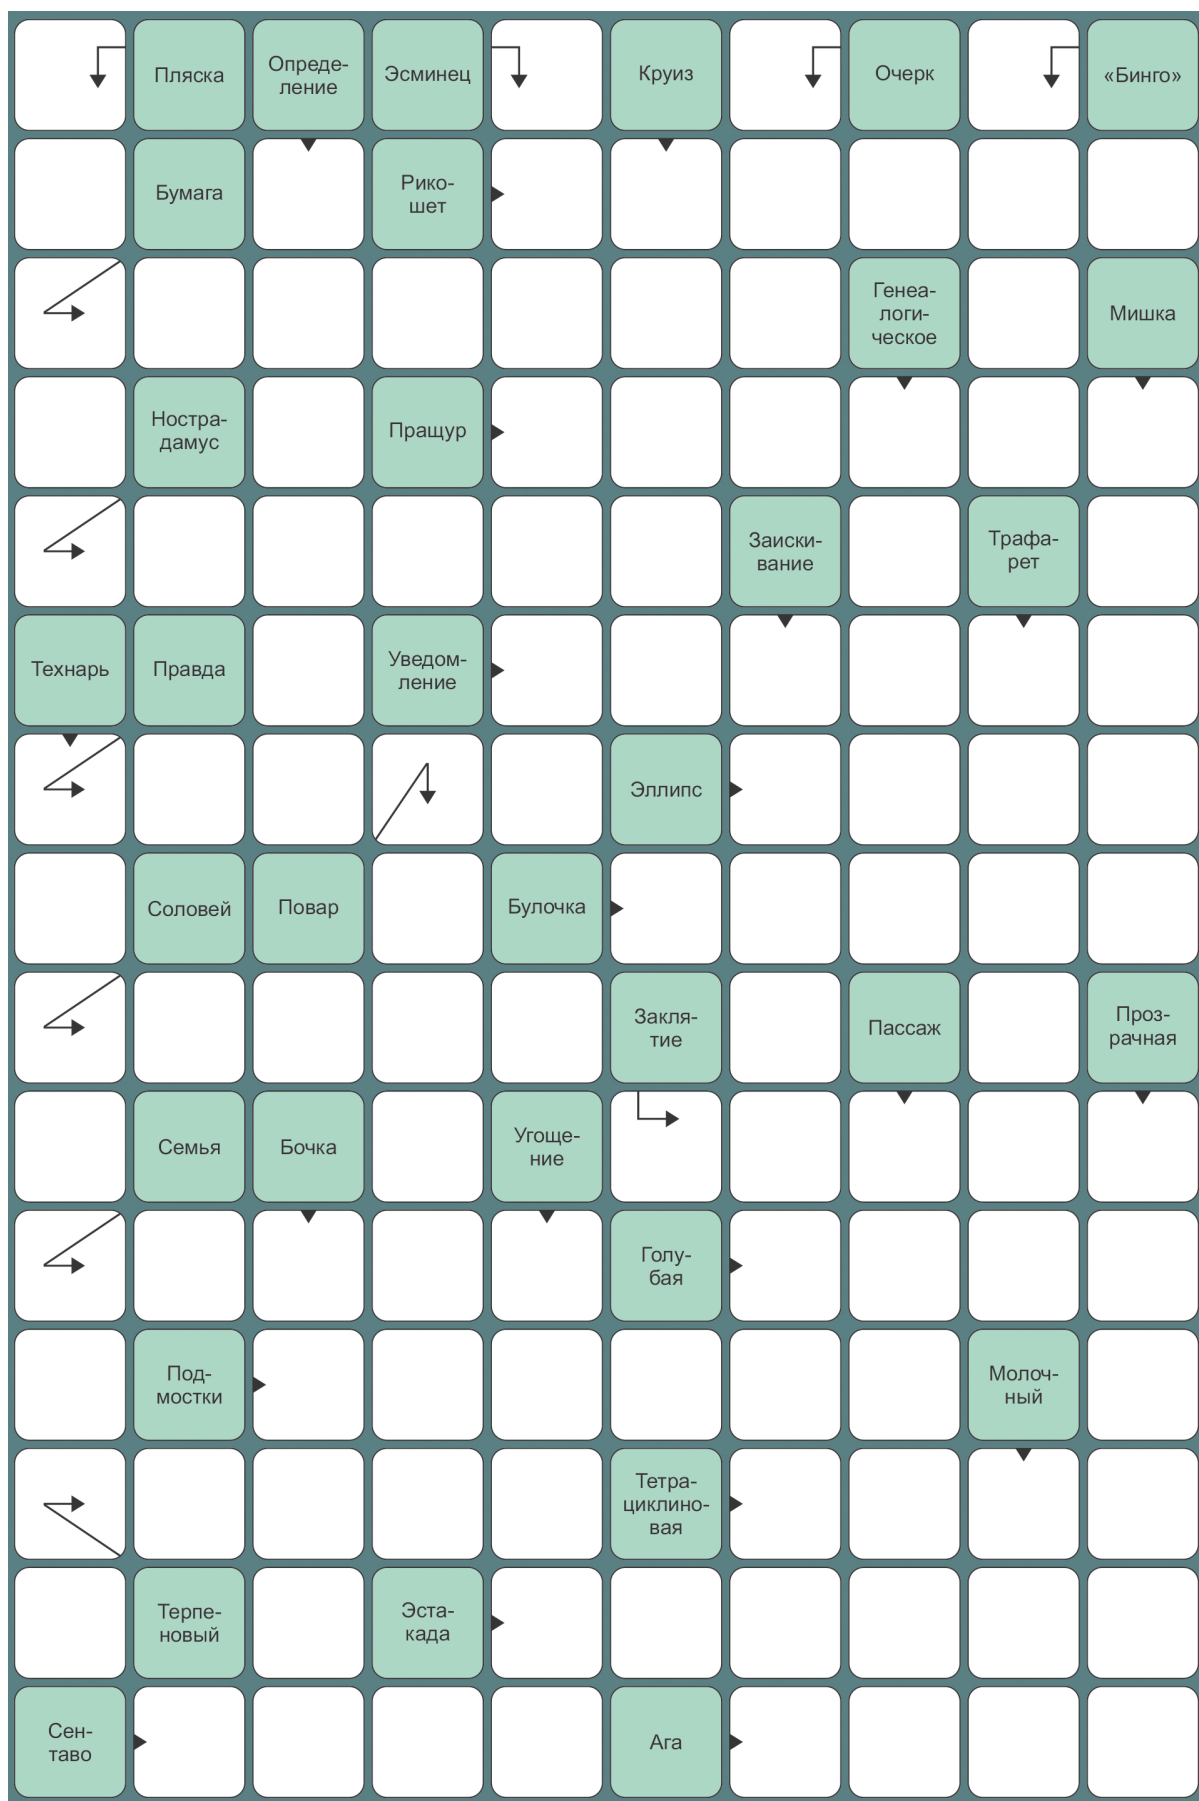 Пляска
Опреде-
ление
Эсминец
Круиз
Очерк
«Бинго»
Бумага
Рико-
шет
Генеа-
логи-
ческое
Мишка
Ностра-
дамус
Пращур
Заиски-
вание
Трафа-
рет
Технарь
Правда
Уведом-
ление
Эллипс
Соловей
Повар
Булочка
Закля-
тие
Пассаж
Проз-
рачная
Семья
Бочка
Угоще-
ние
Голу-
бая
Под-
мостки
Молоч-
ный
Тетра-
циклино-
вая
Терпе-
новый
Эста-
када
Сен-
таво
Ага